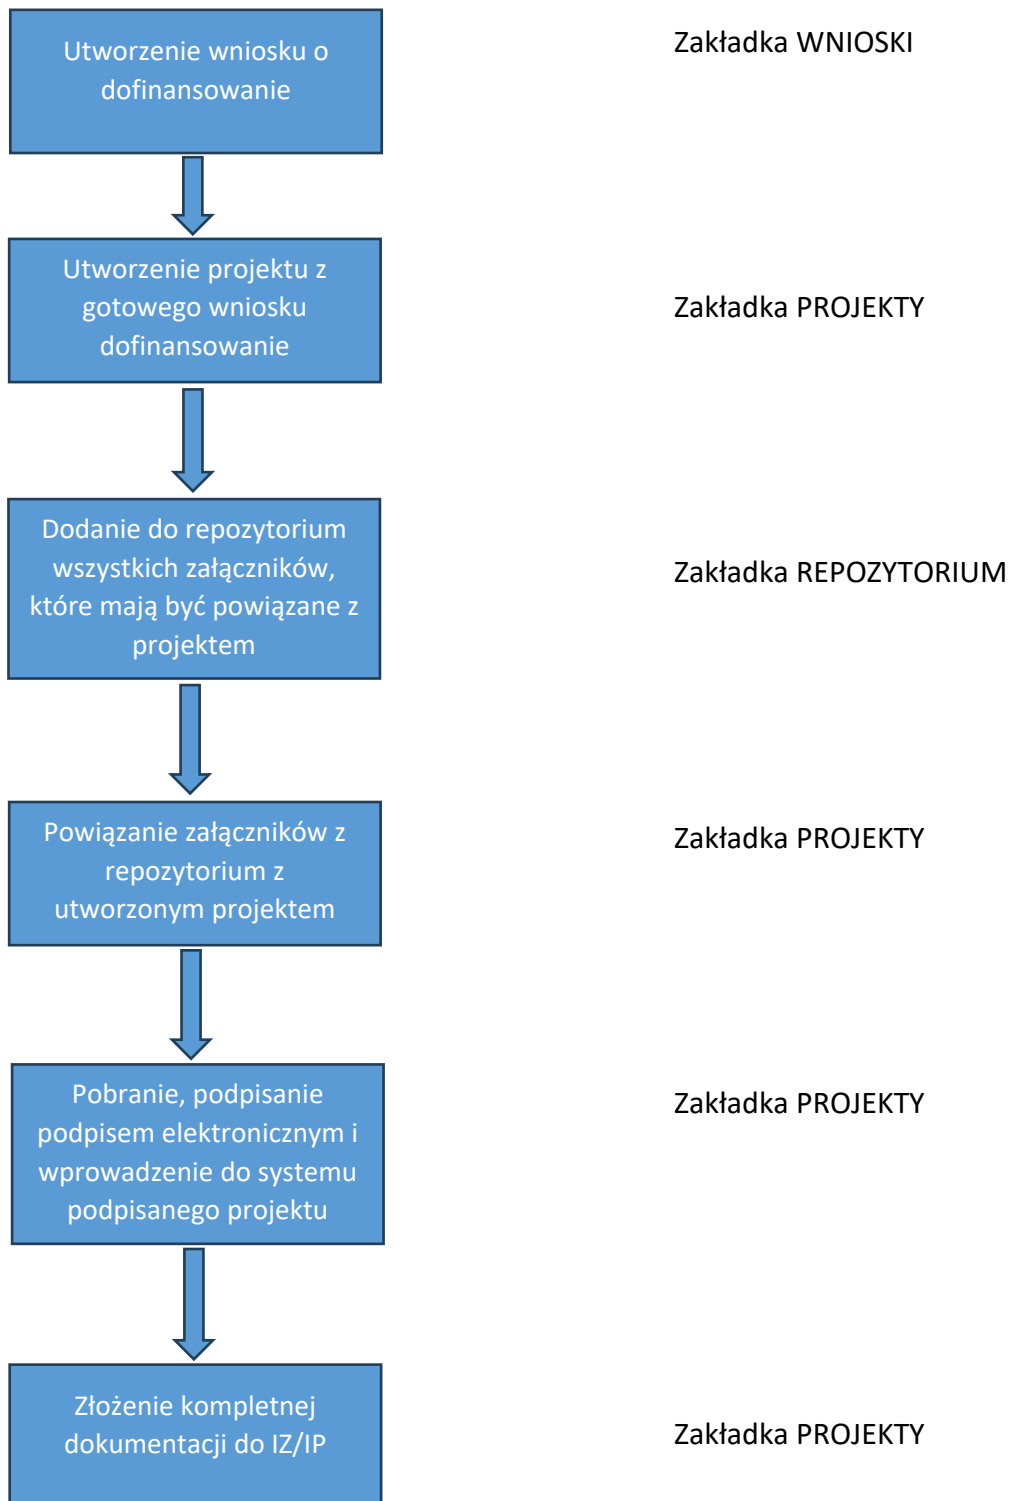 Utworzenie wniosku o
dofinansowanie
Zakładka WNIOSKI
Utworzenie projektu z
gotowego wniosku
dofinansowanie
Zakładka PROJEKTY
Dodanie do repozytorium
wszystkich załączników,
które mają być powiązane z
projektem
Zakładka REPOZYTORIUM
Powiązanie załączników z
repozytorium z
utworzonym projektem
Zakładka PROJEKTY
Pobranie, podpisanie
podpisem elektronicznym i
wprowadzenie do systemu
podpisanego projektu
Zakładka PROJEKTY
Złożenie kompletnej
dokumentacji do IZ/IP
Zakładka PROJEKTY